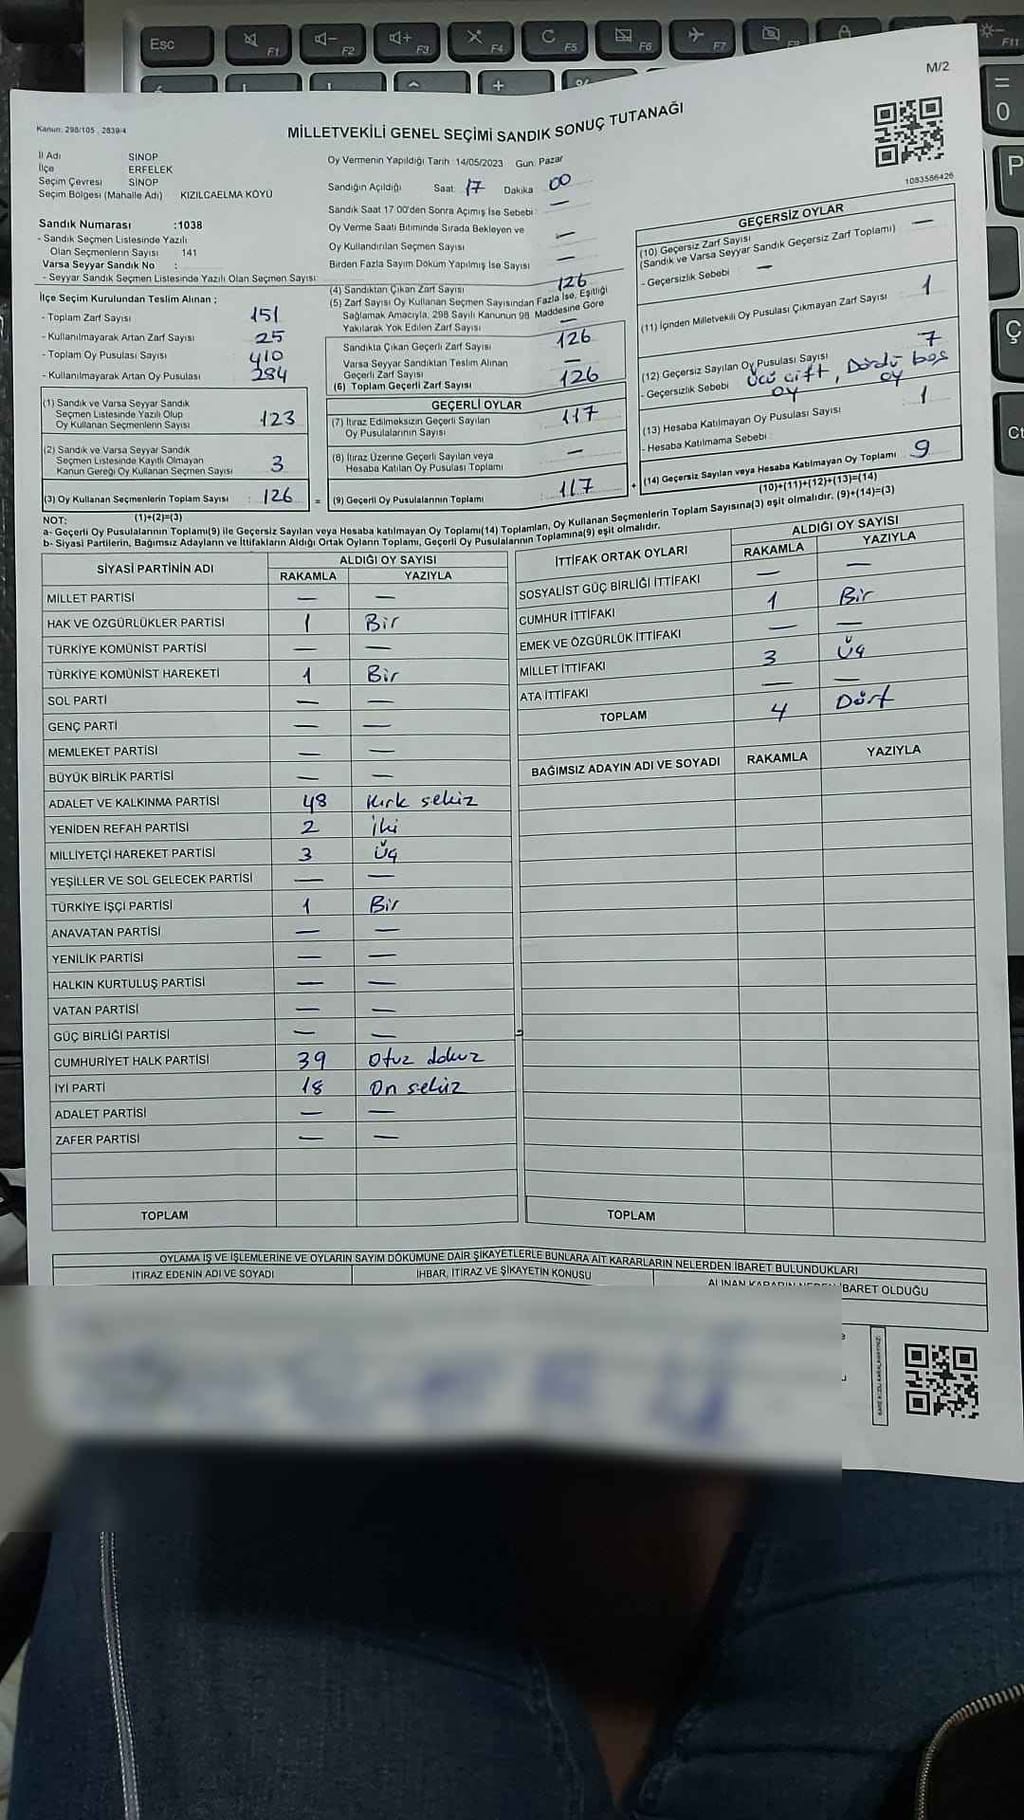 Esc F1 F2 F3 F4 F5 F6 F7 F11
M/2
Kanun: 298/105 , 2839/4
MİLLETVEKİLİ GENEL SEÇİMİ SANDIK SONUÇ TUTANAĞI
1083586426
İl Adı SİNOP
İlçe ERFELEK
Seçim Çevresi SİNOP
Seçim Bölgesi (Mahalle Adı) KIZILCAELMA KÖYÜ
Sandık Numarası :1038
- Sandık Seçmen Listesinde Yazılı
Olan Seçmenlerin Sayısı : 141
Varsa Seyyar Sandık No :
- Seyyar Sandık Seçmen Listesinde Yazılı Olan Seçmen Sayısı:
Oy Vermenin Yapıldığı Tarih 14/05/2023 Gün: Pazar
Sandığın Açıldığı Saat: 17 Dakika 00
Sandık Saat 17 00'den Sonra Açımış İse Sebebi : —
Oy Verme Saati Bitiminde Sırada Bekleyen ve
Oy Kullandırılan Seçmen Sayısı —
Birden Fazla Sayım Döküm Yapılmış İse Sayısı —
İlçe Seçim Kurulundan Teslim Alınan ;
- Toplam Zarf Sayısı 151
- Kullanılmayarak Artan Zarf Sayısı 25
- Toplam Oy Pusulası Sayısı 410
- Kullanılmayarak Artan Oy Pusulası 284
(1) Sandık ve Varsa Seyyar Sandık
Seçmen Listesinde Yazılı Olup
Oy Kullanan Seçmenlerin Sayısı 123
(2) Sandık ve Varsa Seyyar Sandık
Seçmen Listesinde Kayıtlı Olmayan
Kanun Gereği Oy Kullanan Seçmen Sayısı 3
(3) Oy Kullanan Seçmenlerin Toplam Sayısı : 126 =
(1)+(2)=(3)
(4) Sandıktan Çıkan Zarf Sayısı 126
(5) Zarf Sayısı Oy Kullanan Seçmen Sayısından Fazla İse, Eşitliği
Sağlamak Amacıyla, 298 Sayılı Kanunun 98. Maddesine Göre
Yakılarak Yok Edilen Zarf Sayısı —
Sandıkta Çıkan Geçerli Zarf Sayısı 126
Varsa Seyyar Sandıktan Teslim Alınan
Geçerli Zarf Sayısı —
(6) Toplam Geçerli Zarf Sayısı 126
GEÇERLİ OYLAR
(7) İtiraz Edilmeksizin Geçerli Sayılan
Oy Pusulalarının Sayısı 117
(8) İtiraz Üzerine Geçerli Sayılan veya
Hesaba Katılan Oy Pusulası Toplamı —
(9) Geçerli Oy Pusulalarının Toplamı : 117 +
GEÇERSİZ OYLAR
(10) Geçersiz Zarf Sayısı
(Sandık ve Varsa Seyyar Sandık Geçersiz Zarf Toplamı) —
- Geçersizlik Sebebi —
(11) İçinden Milletvekili Oy Pusulası Çıkmayan Zarf Sayısı 1
(12) Geçersiz Sayılan Oy Pusulası Sayısı 7
- Geçersizlik Sebebi : Üçü çift oy, Dördü boş oy
(13) Hesaba Katılmayan Oy Pusulası Sayısı 1
- Hesaba Katılmama Sebebi :
(14) Geçersiz Sayılan veya Hesaba Katılmayan Oy Toplamı 9
(10)+(11)+(12)+(13)=(14)
NOT:
a- Geçerli Oy Pusulalarının Toplamı(9) ile Geçersiz Sayılan veya Hesaba katılmayan Oy Toplamı(14) Toplamları, Oy Kullanan Seçmenlerin Toplam Sayısına(3) eşit olmalıdır. (9)+(14)=(3)
b- Siyasi Partilerin, Bağımsız Adayların ve İttifakların Aldığı Ortak Oyların Toplamı, Geçerli Oy Pusulalarının Toplamına(9) eşit olmalıdır.
SİYASİ PARTİNİN ADI ALDIĞI OY SAYISI
RAKAMLA YAZIYLA
MİLLET PARTİSİ — —
HAK VE ÖZGÜRLÜKLER PARTİSİ 1 Bir
TÜRKİYE KOMÜNİST PARTİSİ — —
TÜRKİYE KOMÜNİST HAREKETİ 1 Bir
SOL PARTİ — —
GENÇ PARTİ — —
MEMLEKET PARTİSİ — —
BÜYÜK BİRLİK PARTİSİ — —
ADALET VE KALKINMA PARTİSİ 48 Kırk sekiz
YENİDEN REFAH PARTİSİ 2 İki
MİLLİYETÇİ HAREKET PARTİSİ 3 Üç
YEŞİLLER VE SOL GELECEK PARTİSİ — —
TÜRKİYE İŞÇİ PARTİSİ 1 Bir
ANAVATAN PARTİSİ — —
YENİLİK PARTİSİ — —
HALKIN KURTULUŞ PARTİSİ — —
VATAN PARTİSİ — —
GÜÇ BİRLİĞİ PARTİSİ — —
CUMHURİYET HALK PARTİSİ 39 Otuz dokuz
İYİ PARTİ 18 On sekiz
ADALET PARTİSİ — —
ZAFER PARTİSİ — —
TOPLAM
İTTİFAK ORTAK OYLARI ALDIĞI OY SAYISI
RAKAMLA YAZIYLA
SOSYALİST GÜÇ BİRLİĞİ İTTİFAKI — —
CUMHUR İTTİFAKI 1 Bir
EMEK VE ÖZGÜRLÜK İTTİFAKI — —
MİLLET İTTİFAKI 3 Üç
ATA İTTİFAKI — —
TOPLAM 4 Dört
BAĞIMSIZ ADAYIN ADI VE SOYADI RAKAMLA YAZIYLA
TOPLAM
OYLAMA İŞ VE İŞLEMLERİNE VE OYLARIN SAYIM DÖKÜMÜNE DAİR ŞİKAYETLERLE BUNLARA AİT KARARLARIN NELERDEN İBARET BULUNDUKLARI
İTİRAZ EDENİN ADI VE SOYADI İHBAR, İTİRAZ VE ŞİKAYETİN KONUSU ALINAN KARARIN NEDEN İBARET OLDUĞU